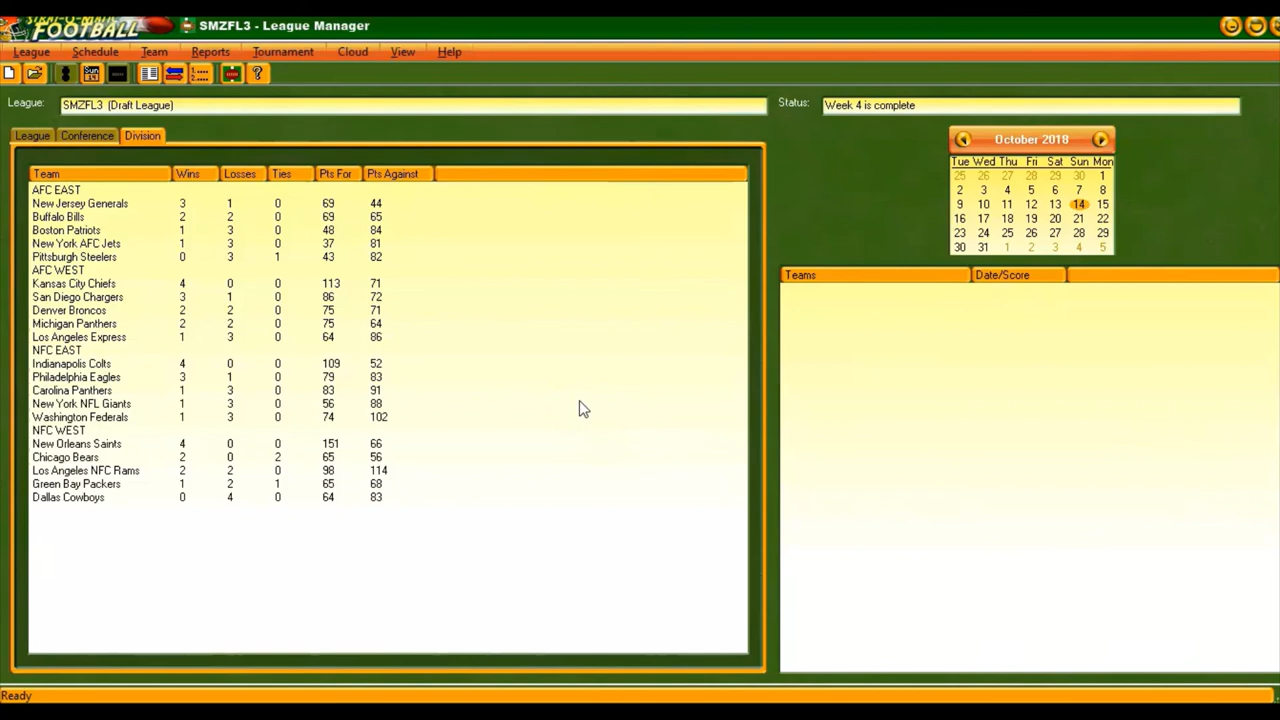 STRAT-O-MATIC
FOOTBALL
SMZFL3 - League Manager
League Schedule Team Reports Tournament Cloud View Help
League: SMZFL3 (Draft League) Status: Week 4 is complete
League Conference Division
October 2018
Tue Wed Thu Fri Sat Sun Mon
25 26 27 28 29 30 1
2 3 4 5 6 7 8
9 10 11 12 13 14 15
16 17 18 19 20 21 22
23 24 25 26 27 28 29
30 31 1 2 3 4 5
Team Wins Losses Ties Pts For Pts Against
AFC EAST
New Jersey Generals 3 1 0 69 44
Buffalo Bills 2 2 0 69 65
Boston Patriots 1 3 0 48 84
New York AFC Jets 1 3 0 37 81
Pittsburgh Steelers 0 3 1 43 82
AFC WEST
Kansas City Chiefs 4 0 0 113 71
San Diego Chargers 3 1 0 86 72
Denver Broncos 2 2 0 75 71
Michigan Panthers 2 2 0 75 64
Los Angeles Express 1 3 0 64 86
NFC EAST
Indianapolis Colts 4 0 0 109 52
Philadelphia Eagles 3 1 0 79 83
Carolina Panthers 1 3 0 83 91
New York NFL Giants 1 3 0 56 88
Washington Federals 1 3 0 74 102
NFC WEST
New Orleans Saints 4 0 0 151 66
Chicago Bears 2 0 2 65 56
Los Angeles NFC Rams 2 2 0 98 114
Green Bay Packers 1 2 1 65 68
Dallas Cowboys 0 4 0 64 83
Teams Date/Score
Ready